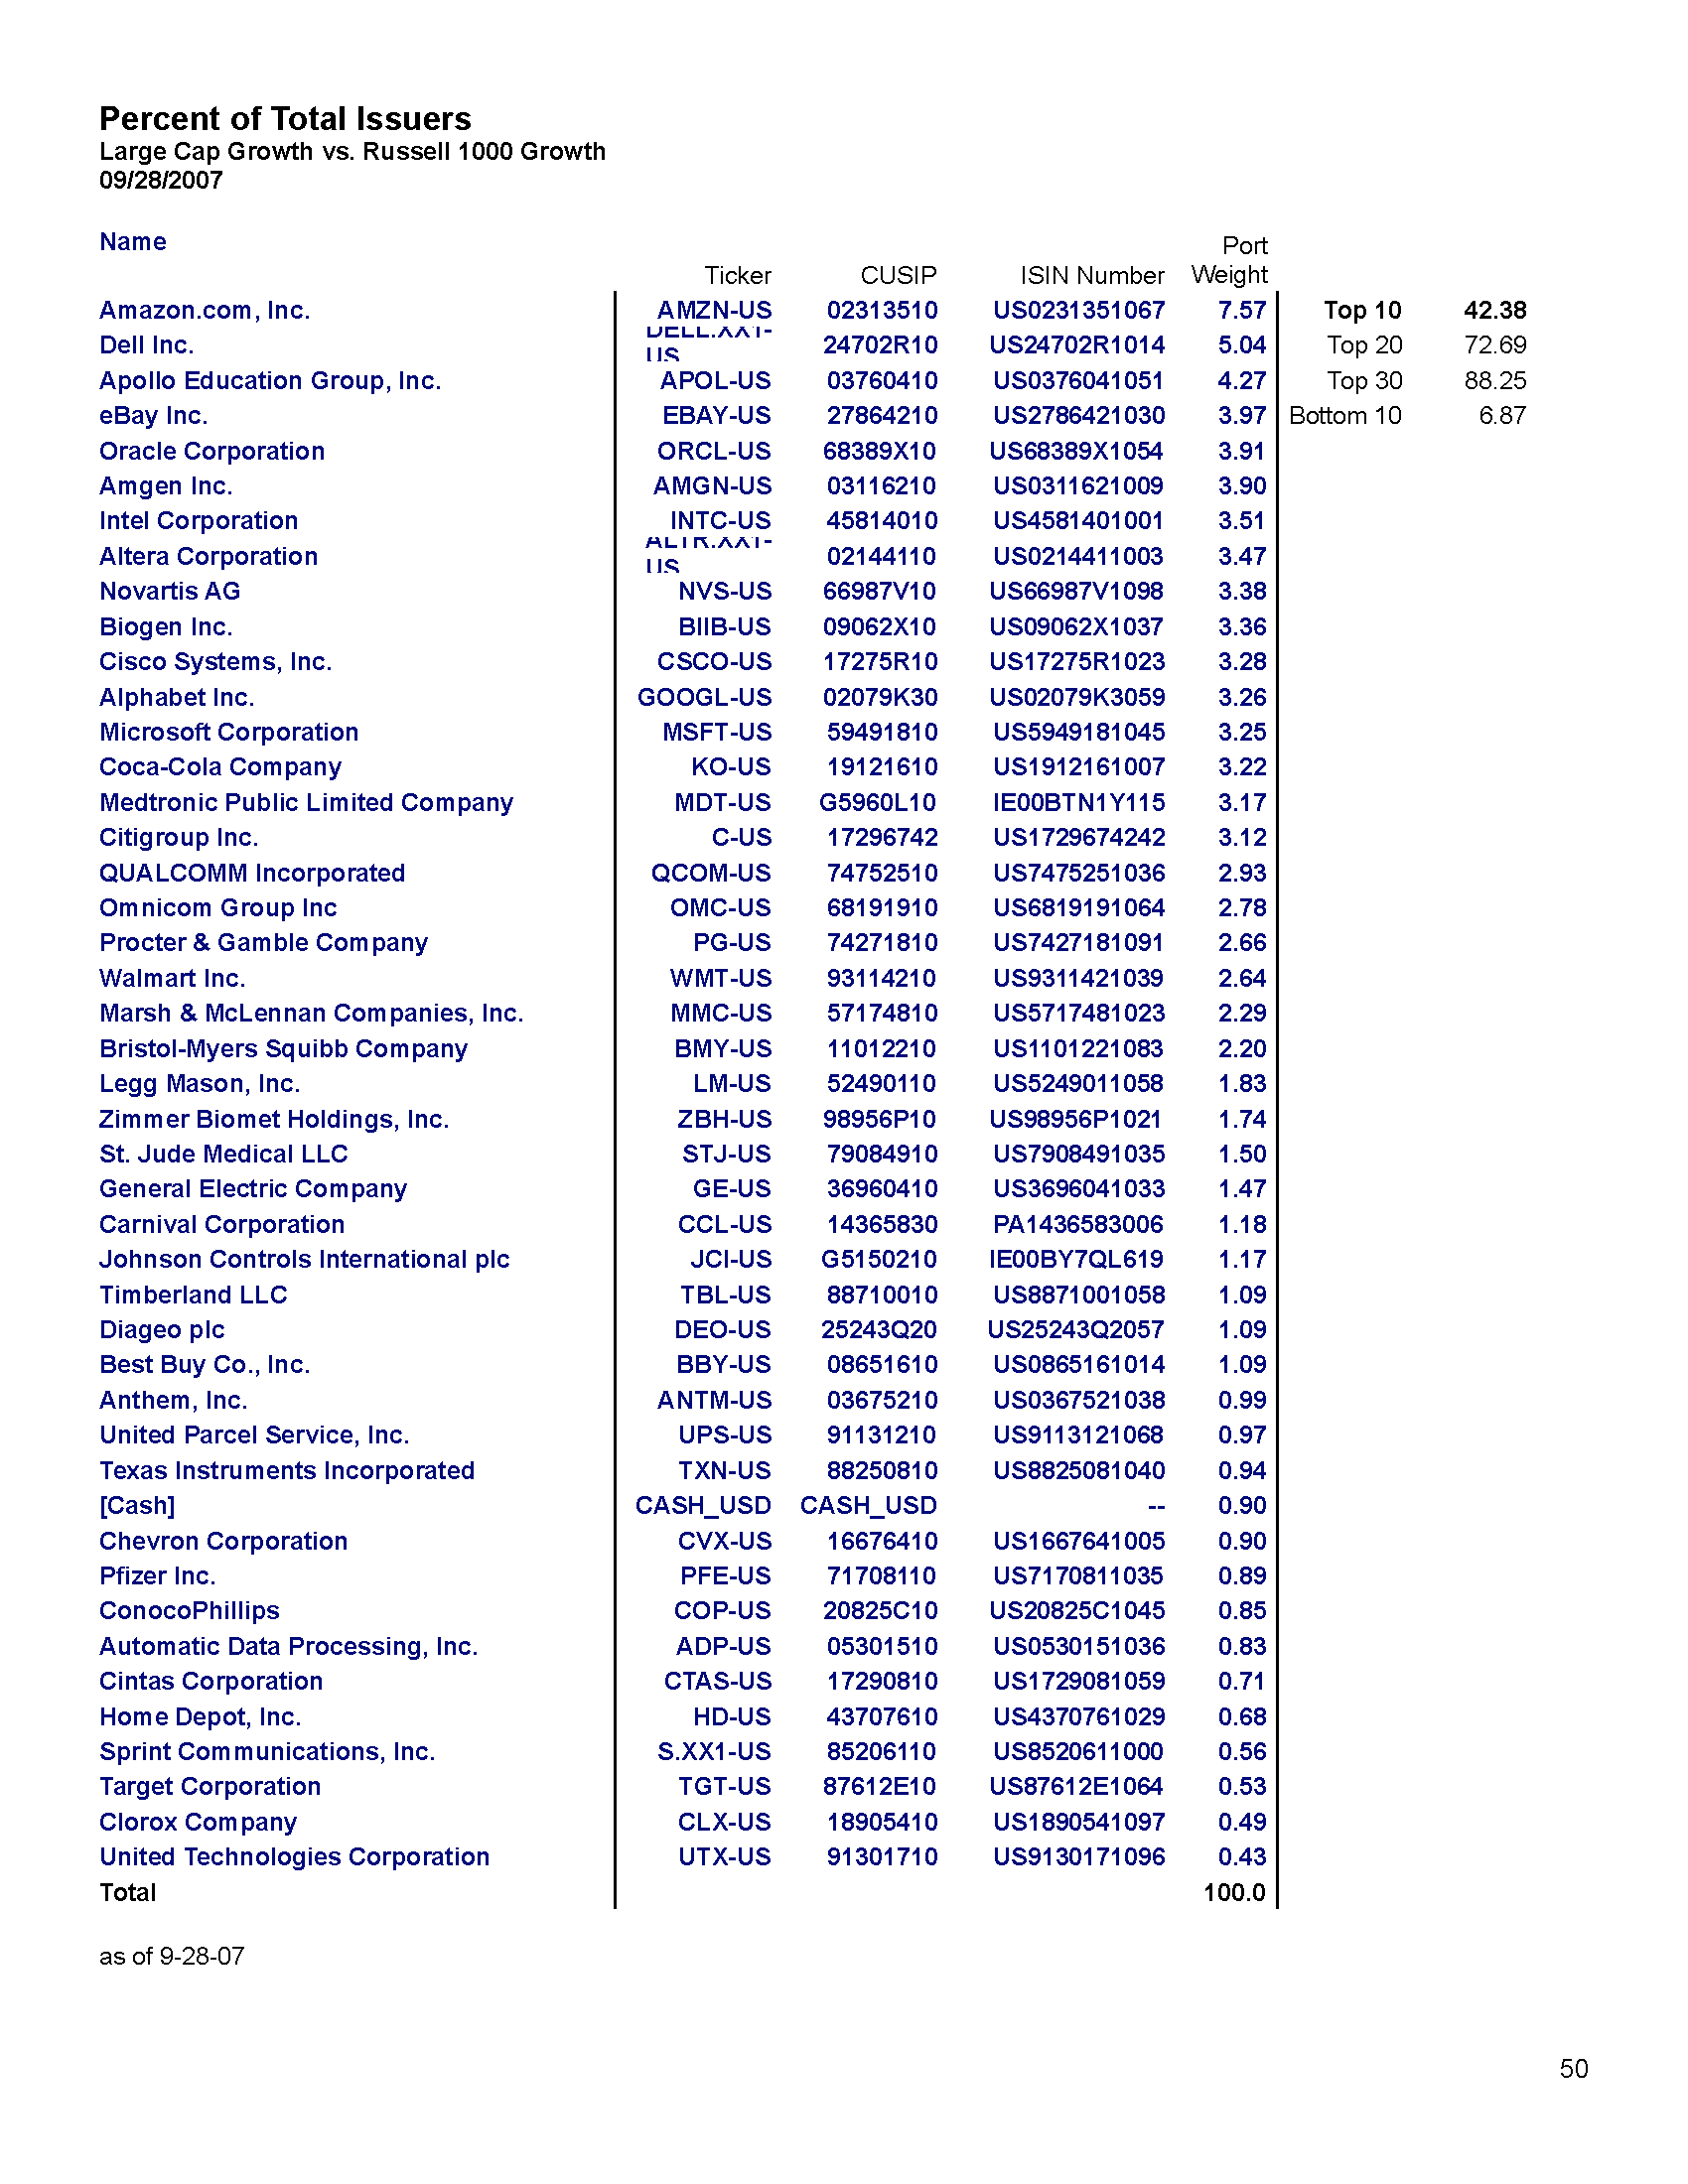 Percent of Total Issuers
Large Cap Growth vs. Russell 1000 Growth
09/28/2007
Name Ticker CUSIP ISIN Number Port Weight
Amazon.com, Inc. AMZN-US 02313510 US0231351067 7.57 Top 10 42.38
Dell Inc. DELL.XX1-US 24702R10 US24702R1014 5.04 Top 20 72.69
Apollo Education Group, Inc. APOL-US 03760410 US0376041051 4.27 Top 30 88.25
eBay Inc. EBAY-US 27864210 US2786421030 3.97 Bottom 10 6.87
Oracle Corporation ORCL-US 68389X10 US68389X1054 3.91
Amgen Inc. AMGN-US 03116210 US0311621009 3.90
Intel Corporation INTC-US 45814010 US4581401001 3.51
Altera Corporation ALTR.XX1-US 02144110 US0214411003 3.47
Novartis AG NVS-US 66987V10 US66987V1098 3.38
Biogen Inc. BIIB-US 09062X10 US09062X1037 3.36
Cisco Systems, Inc. CSCO-US 17275R10 US17275R1023 3.28
Alphabet Inc. GOOGL-US 02079K30 US02079K3059 3.26
Microsoft Corporation MSFT-US 59491810 US5949181045 3.25
Coca-Cola Company KO-US 19121610 US1912161007 3.22
Medtronic Public Limited Company MDT-US G5960L10 IE00BTN1Y115 3.17
Citigroup Inc. C-US 17296742 US1729674242 3.12
QUALCOMM Incorporated QCOM-US 74752510 US7475251036 2.93
Omnicom Group Inc OMC-US 68191910 US6819191064 2.78
Procter & Gamble Company PG-US 74271810 US7427181091 2.66
Walmart Inc. WMT-US 93114210 US9311421039 2.64
Marsh & McLennan Companies, Inc. MMC-US 57174810 US5717481023 2.29
Bristol-Myers Squibb Company BMY-US 11012210 US1101221083 2.20
Legg Mason, Inc. LM-US 52490110 US5249011058 1.83
Zimmer Biomet Holdings, Inc. ZBH-US 98956P10 US98956P1021 1.74
St. Jude Medical LLC STJ-US 79084910 US7908491035 1.50
General Electric Company GE-US 36960410 US3696041033 1.47
Carnival Corporation CCL-US 14365830 PA1436583006 1.18
Johnson Controls International plc JCI-US G5150210 IE00BY7QL619 1.17
Timberland LLC TBL-US 88710010 US8871001058 1.09
Diageo plc DEO-US 25243Q20 US25243Q2057 1.09
Best Buy Co., Inc. BBY-US 08651610 US0865161014 1.09
Anthem, Inc. ANTM-US 03675210 US0367521038 0.99
United Parcel Service, Inc. UPS-US 91131210 US9113121068 0.97
Texas Instruments Incorporated TXN-US 88250810 US8825081040 0.94
[Cash] CASH_USD CASH_USD -- 0.90
Chevron Corporation CVX-US 16676410 US1667641005 0.90
Pfizer Inc. PFE-US 71708110 US7170811035 0.89
ConocoPhillips COP-US 20825C10 US20825C1045 0.85
Automatic Data Processing, Inc. ADP-US 05301510 US0530151036 0.83
Cintas Corporation CTAS-US 17290810 US1729081059 0.71
Home Depot, Inc. HD-US 43707610 US4370761029 0.68
Sprint Communications, Inc. S.XX1-US 85206110 US8520611000 0.56
Target Corporation TGT-US 87612E10 US87612E1064 0.53
Clorox Company CLX-US 18905410 US1890541097 0.49
United Technologies Corporation UTX-US 91301710 US9130171096 0.43
Total 100.0
as of 9-28-07
50